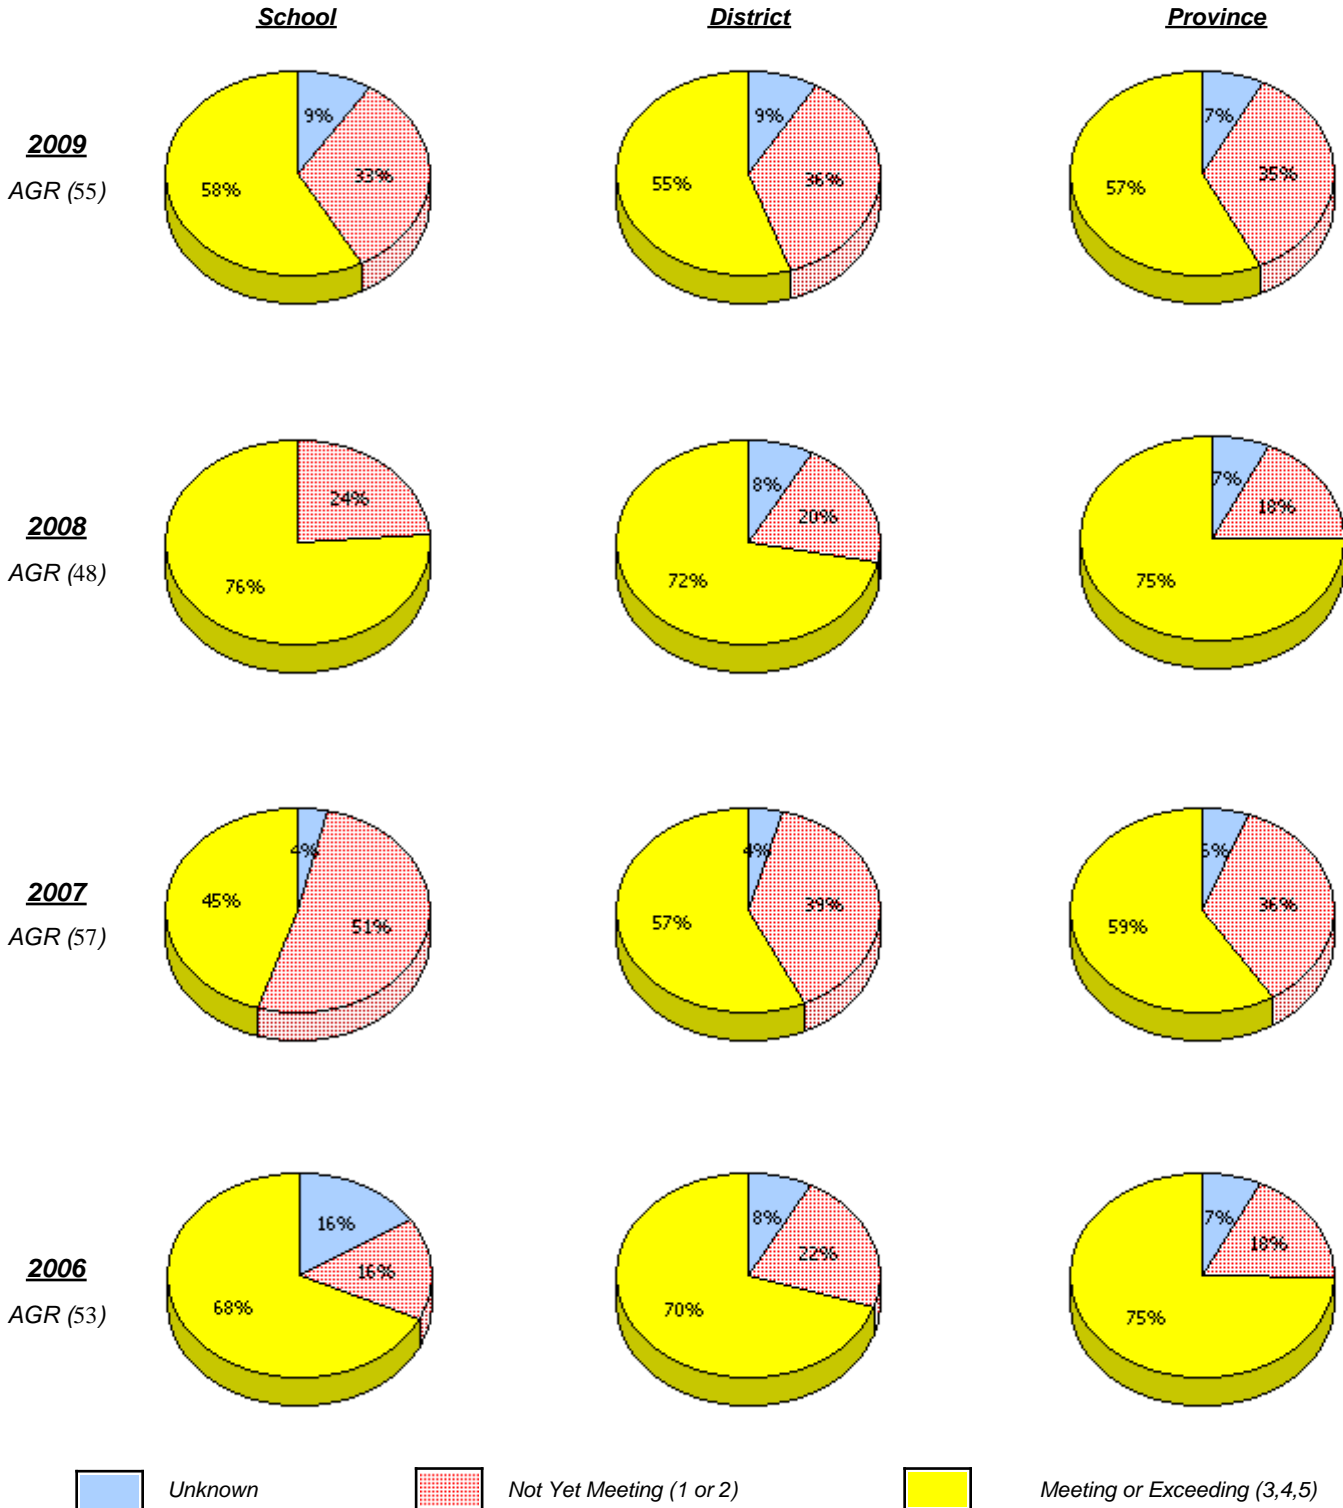 School District Province
2009
AGR (55)
9% 33% 58%
9% 36% 55%
7% 35% 57%
2008
AGR (48)
24% 76%
8% 20% 72%
7% 18% 75%
2007
AGR (57)
4% 51% 45%
4% 39% 57%
36% 59%
2006
AGR (53)
16% 16% 68%
8% 22% 70%
7% 18% 75%
Unknown Not Yet Meeting (1 or 2) Meeting or Exceeding (3,4,5)